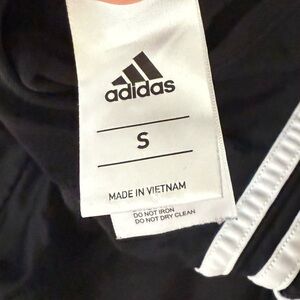 adidas
S
MADE IN VIETNAM
DO NOT IRON
DO NOT DRY CLEAN